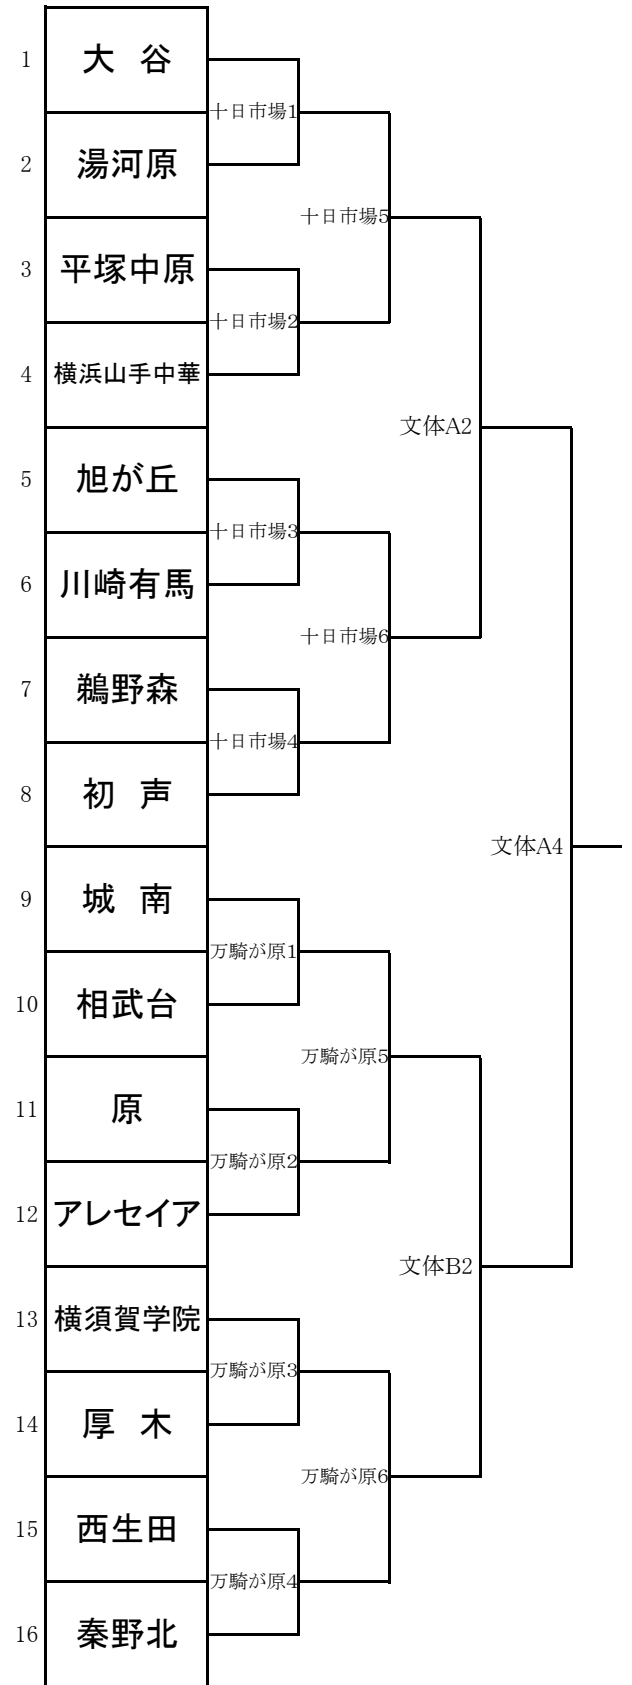 1 大 谷
十日市場1
2 湯河原
十日市場5
3 平塚中原
十日市場2
4 横浜山手中華
文体A2
5 旭が丘
十日市場3
6 川崎有馬
十日市場6
7 鵜野森
十日市場4
8 初 声
文体A4
9 城 南
万騎が原1
10 相武台
万騎が原5
11 原
万騎が原2
12 アレセイア
文体B2
13 横須賀学院
万騎が原3
14 厚 木
万騎が原6
15 西生田
万騎が原4
16 秦野北